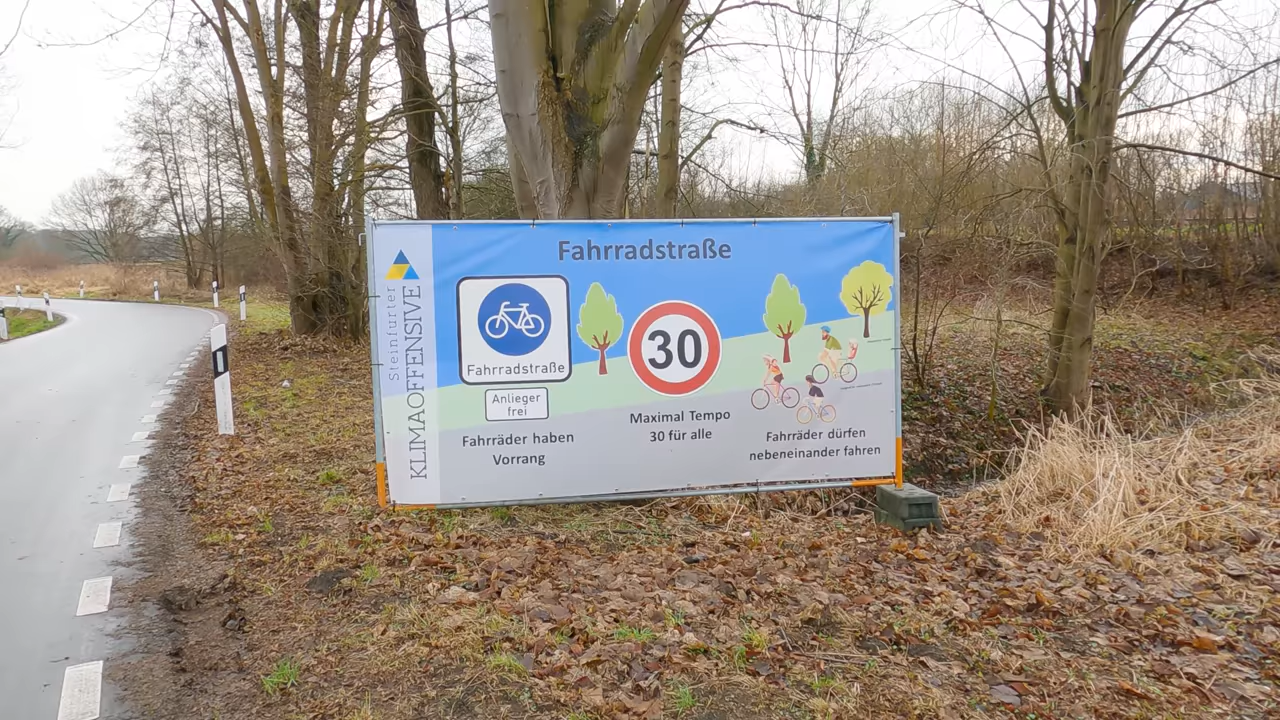 Fahrradstraße
Steinfurter
KLIMAOFFENSIVE
Fahrradstraße
Anlieger
frei
Fahrräder haben
Vorrang
30
Maximal Tempo
30 für alle
Fahrräder dürfen
nebeneinander fahren